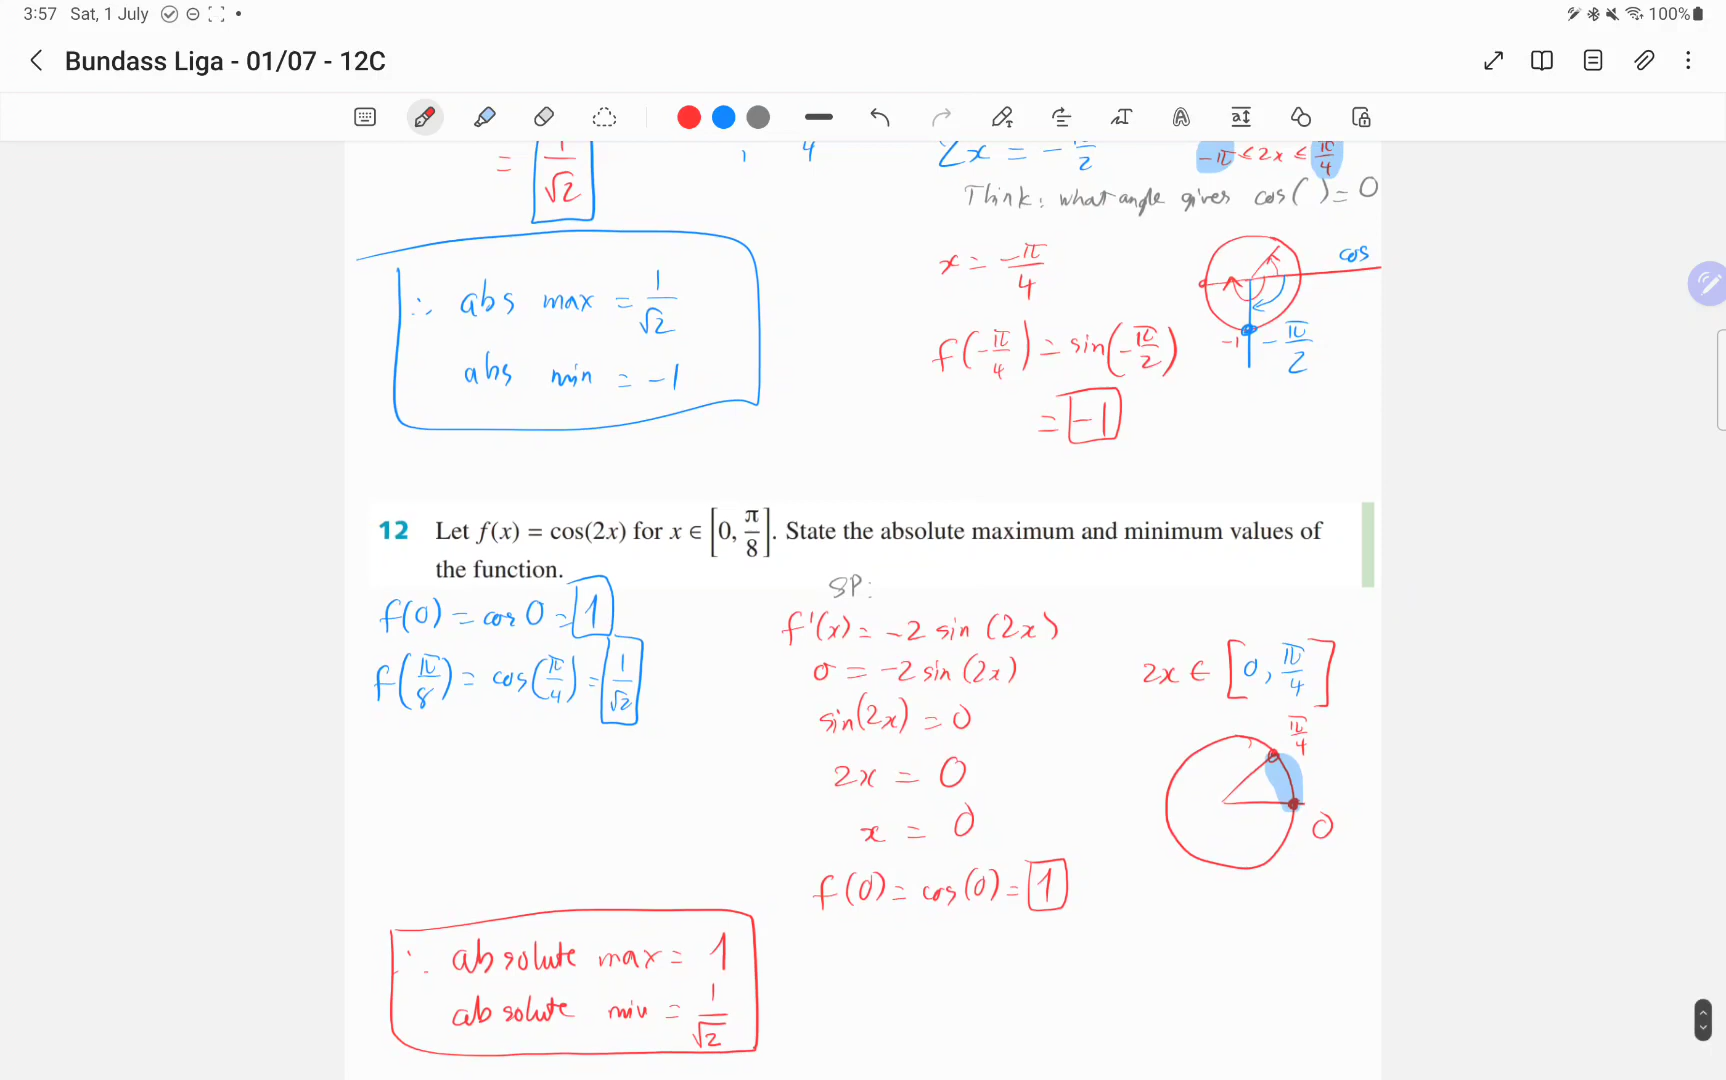 3:57 Sat, 1 July
100%
Bundass Liga - 01/07 - 12C
= 1/√2
, 4
2x = -π/2
-π ≤ 2x ≤ π/4
Think: what angle gives cos( ) = 0
∴ abs max = 1/√2
abs min = -1
x = -π/4
cos
f(-π/4) = sin(-π/2)
-1
-π/2
= -1
12 Let f(x) = cos(2x) for x ∈ [0, π/8]. State the absolute maximum and minimum values of
the function.
f(0) = cos 0 = 1
f(π/8) = cos(π/4) = 1/√2
SP:
f'(x) = -2 sin (2x)
0 = -2 sin (2x)
sin(2x) = 0
2x = 0
x = 0
f(0) = cos(0) = 1
2x ∈ [0, π/4]
π/4
0
∴ absolute max = 1
absolute min = 1/√2